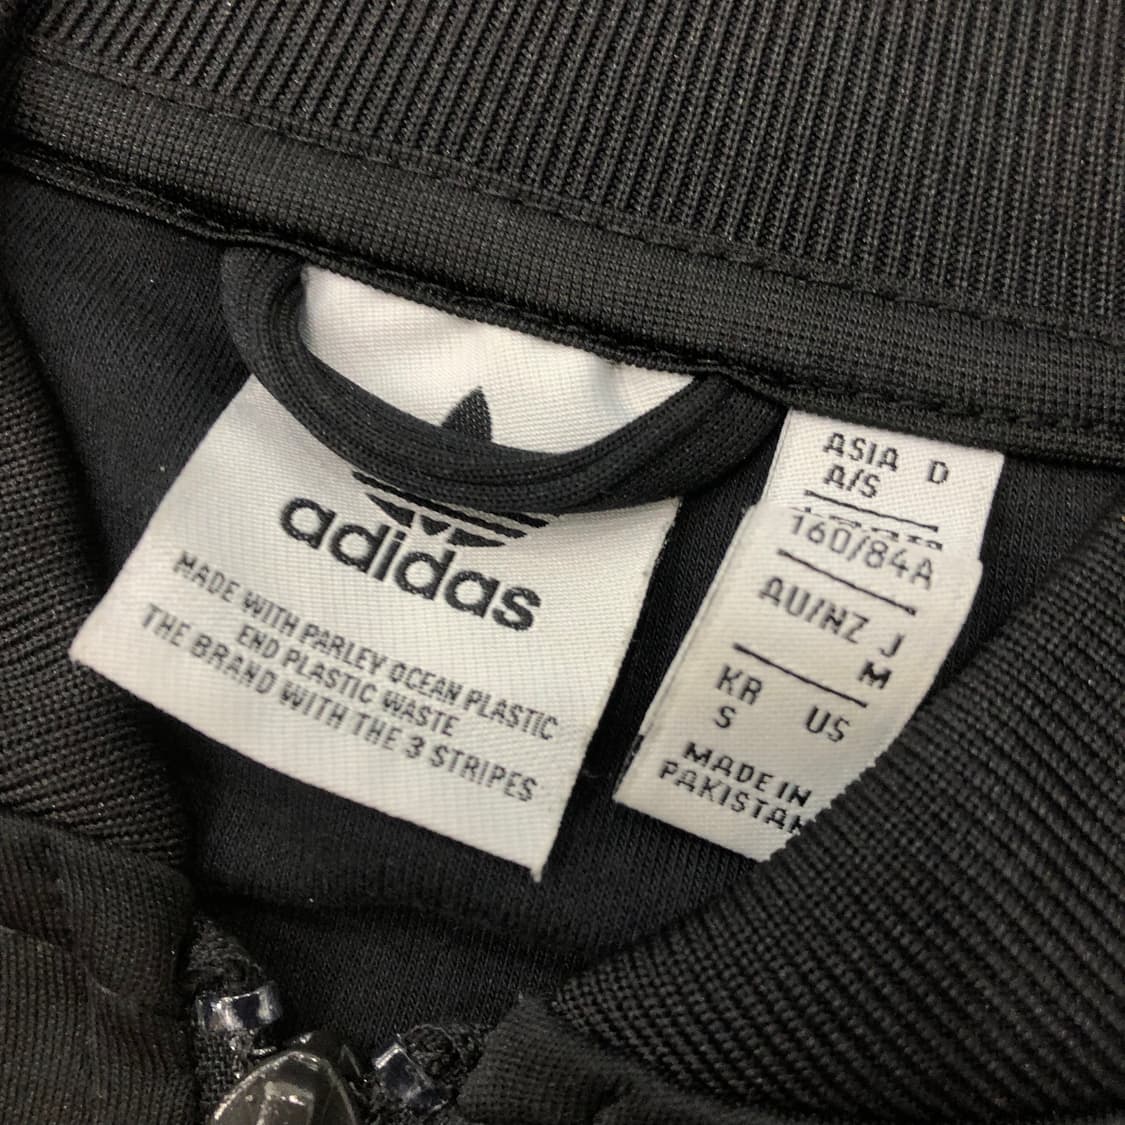 adidas
MADE WITH PARLEY OCEAN PLASTIC
END PLASTIC WASTE
THE BRAND WITH THE 3 STRIPES
ASIA D
A/S
160/84A
AU/NZ J
M
KR US
S
MADE IN
PAKISTAN